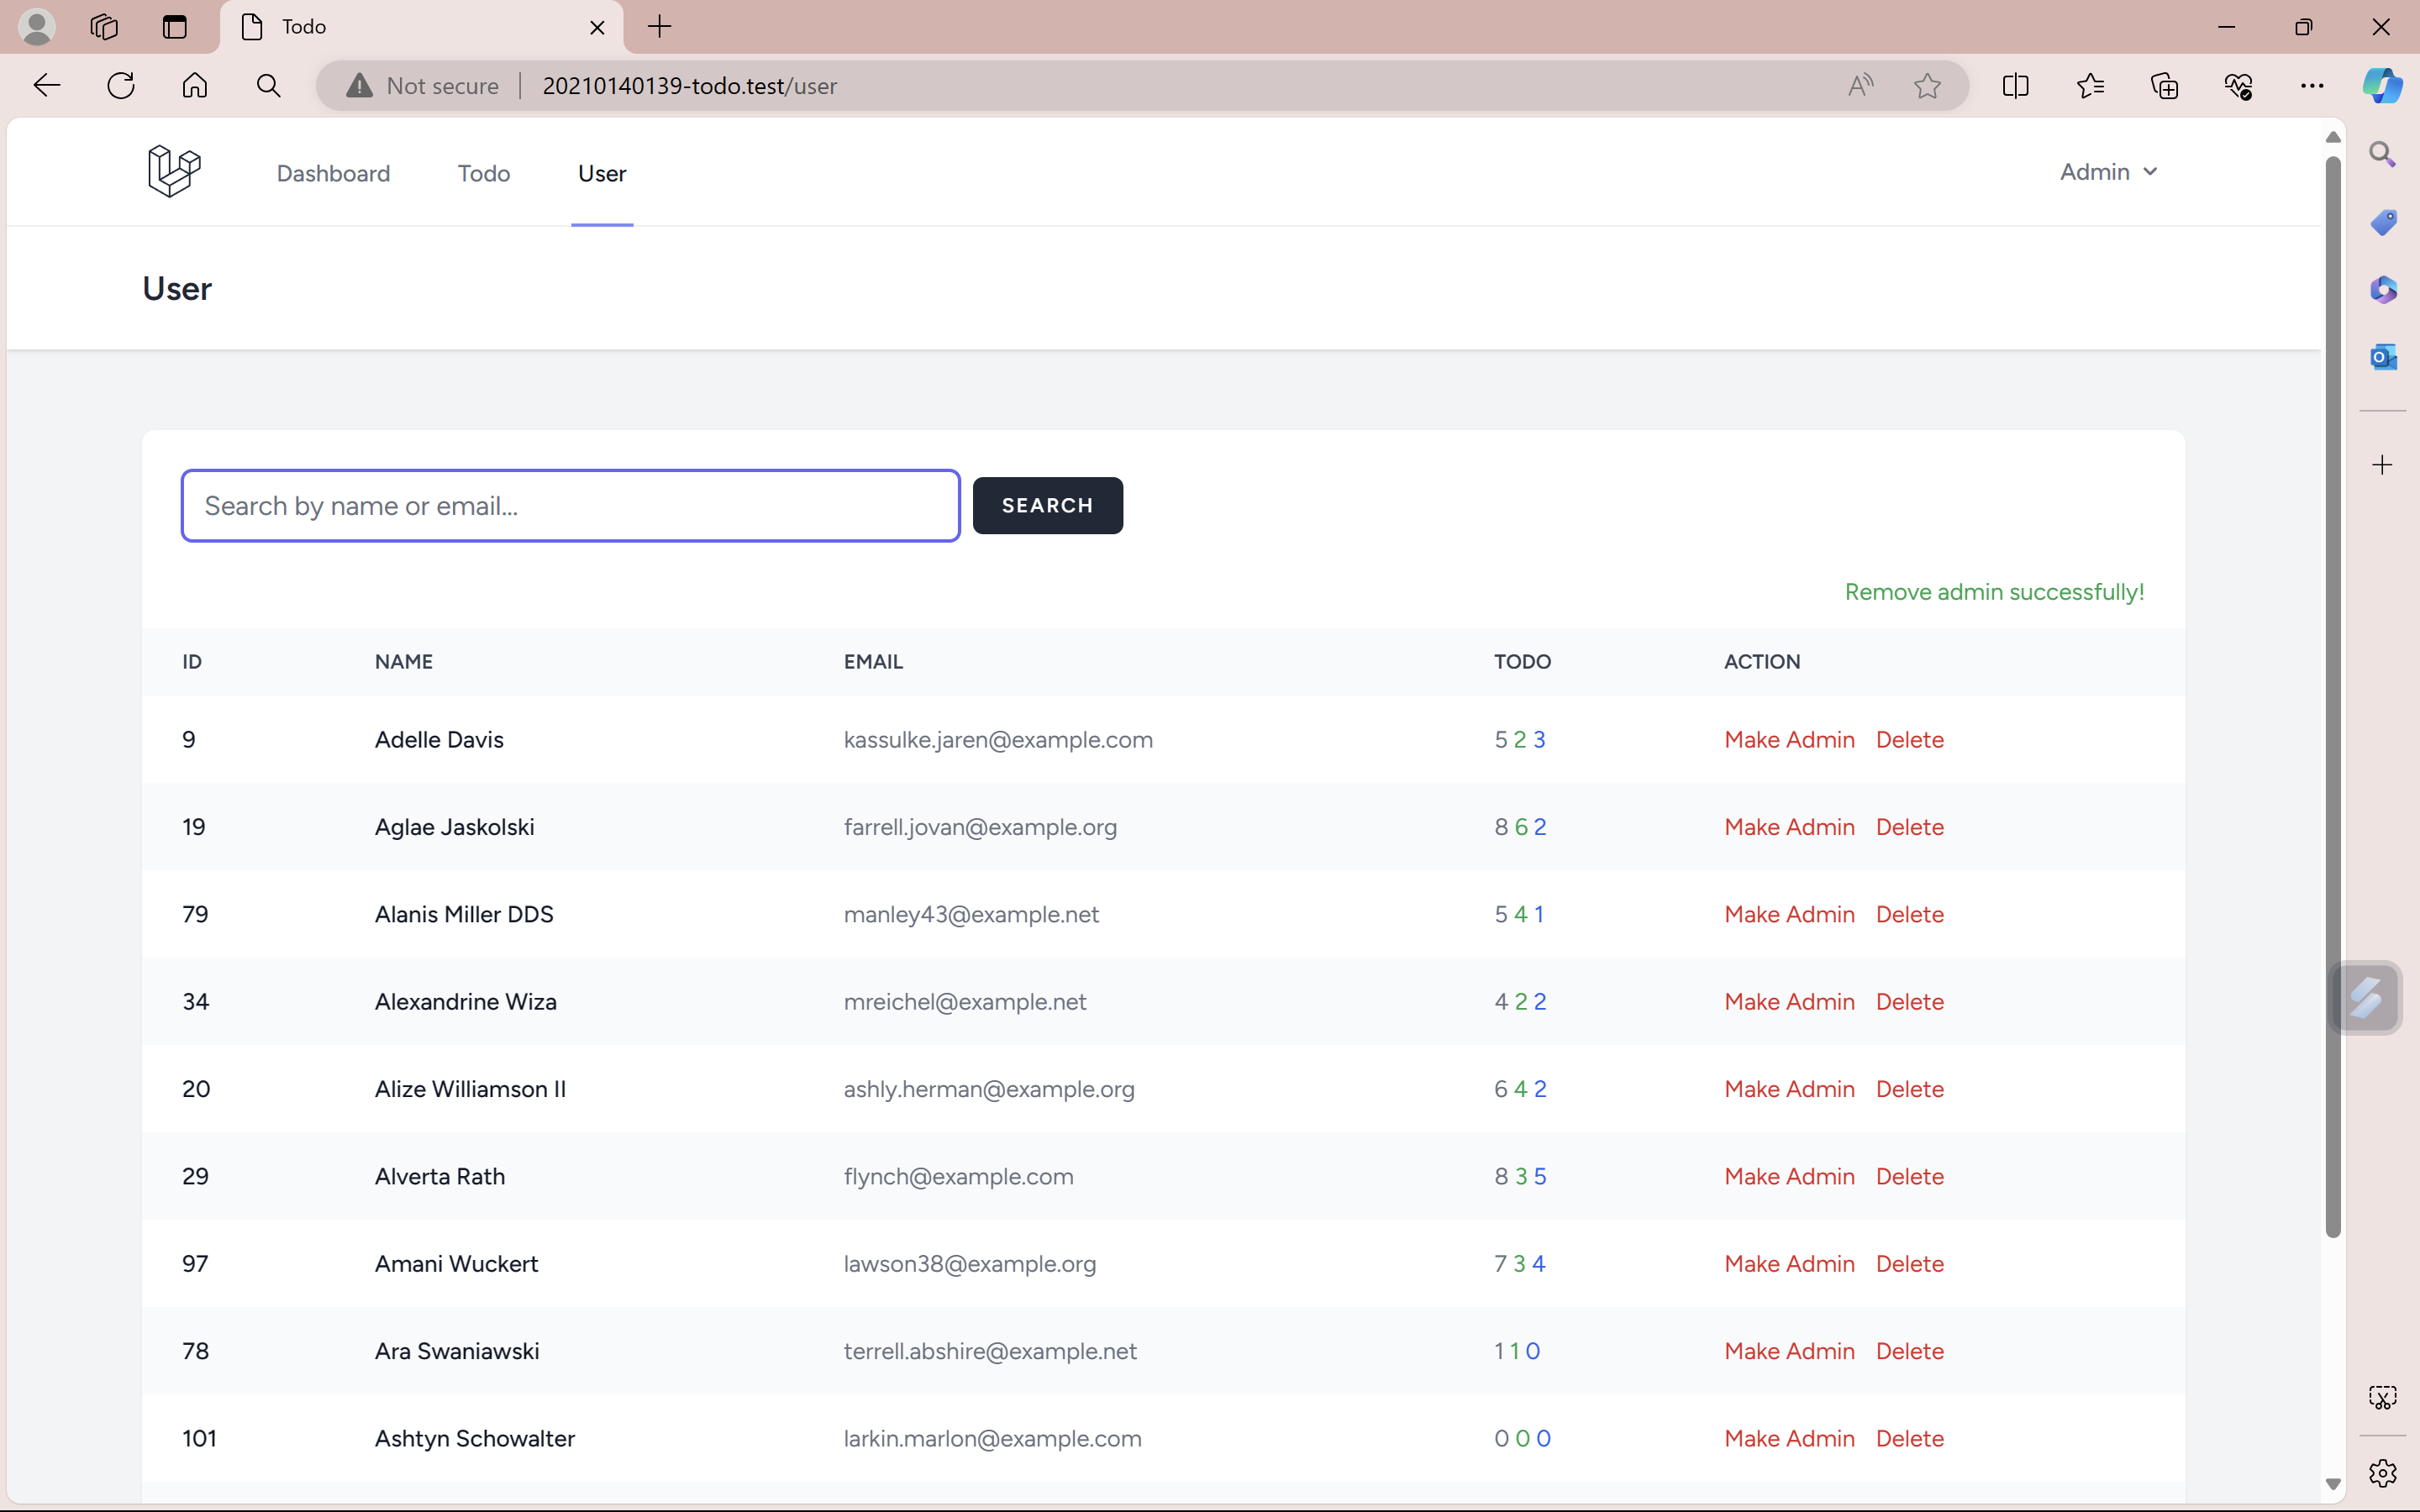 Todo
Not secure 20210140139-todo.test/user
Dashboard Todo User Admin
User
Search by name or email... SEARCH
Remove admin successfully!
ID NAME EMAIL TODO ACTION
9 Adelle Davis kassulke.jaren@example.com 5 2 3 Make Admin Delete
19 Aglae Jaskolski farrell.jovan@example.org 8 6 2 Make Admin Delete
79 Alanis Miller DDS manley43@example.net 5 4 1 Make Admin Delete
34 Alexandrine Wiza mreichel@example.net 4 2 2 Make Admin Delete
20 Alize Williamson II ashly.herman@example.org 6 4 2 Make Admin Delete
29 Alverta Rath flynch@example.com 8 3 5 Make Admin Delete
97 Amani Wuckert lawson38@example.org 7 3 4 Make Admin Delete
78 Ara Swaniawski terrell.abshire@example.net 1 1 0 Make Admin Delete
101 Ashtyn Schowalter larkin.marlon@example.com 0 0 0 Make Admin Delete